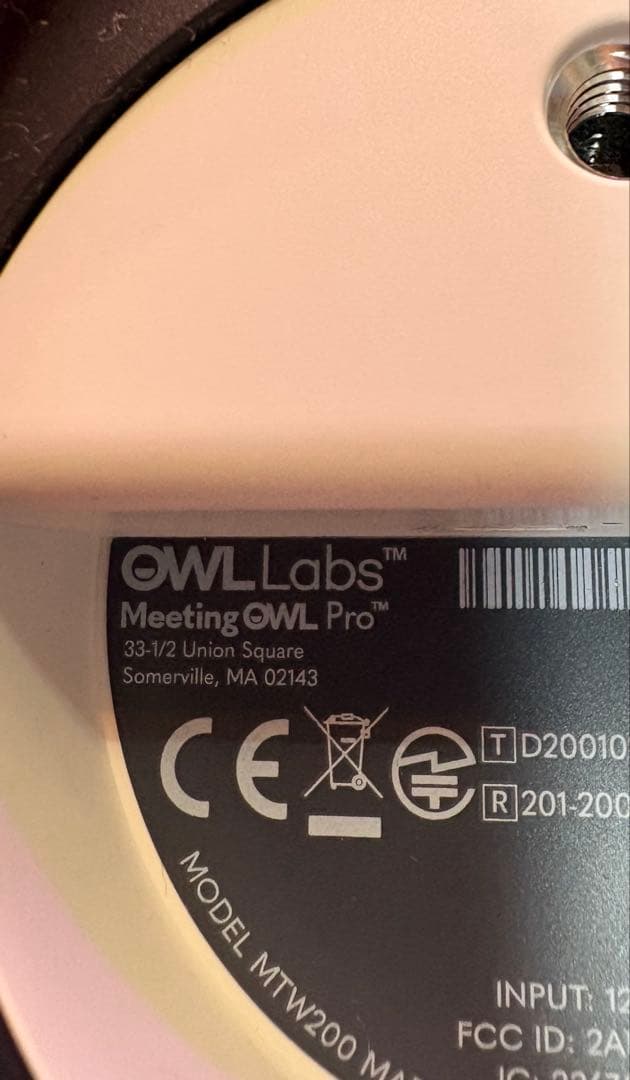 OWL Labs™
Meeting OWL Pro™
33-1/2 Union Square
Somerville, MA 02143
CE
T D20010
R 201-200
MODEL MTW200
INPUT: 12
FCC ID: 2A
IC: